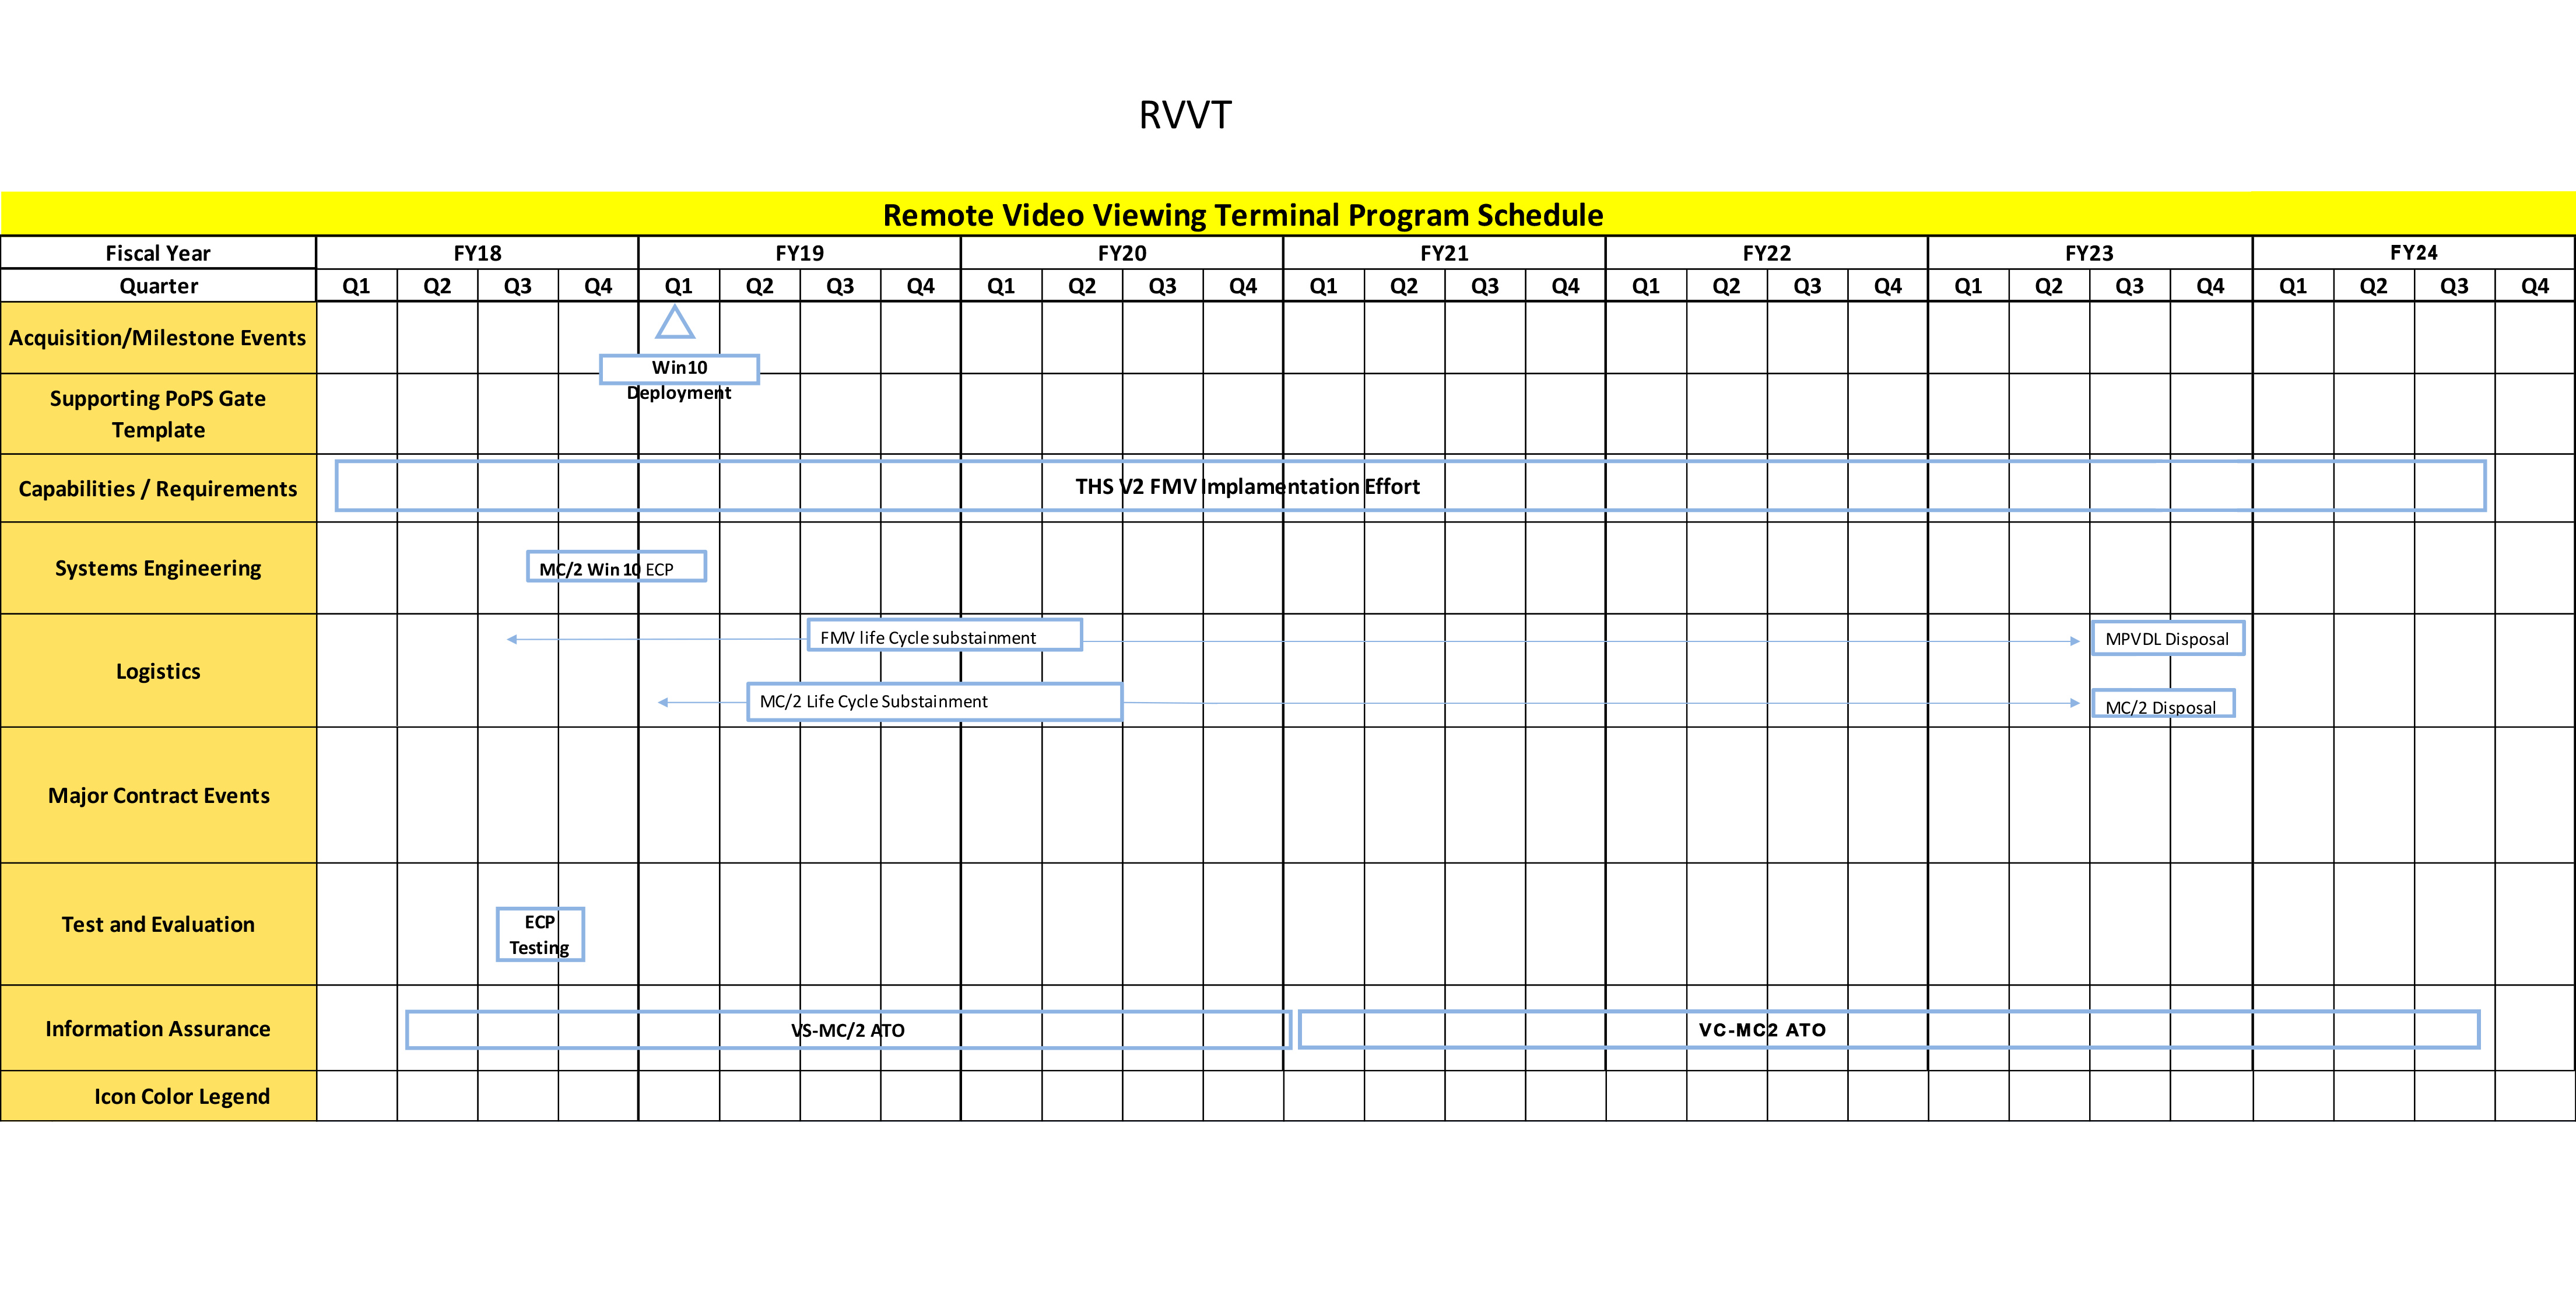 RVVT
Remote Video Viewing Terminal Program Schedule
Fiscal Year FY18 FY19 FY20 FY21 FY22 FY23 FY24
Quarter Q1 Q2 Q3 Q4 Q1 Q2 Q3 Q4 Q1 Q2 Q3 Q4 Q1 Q2 Q3 Q4 Q1 Q2 Q3 Q4 Q1 Q2 Q3 Q4 Q1 Q2 Q3 Q4
Acquisition/Milestone Events
Win10
Deployment
Supporting PoPS Gate
Template
Capabilities / Requirements
THS V2 FMV Implamentation Effort
Systems Engineering
MC/2 Win 10 ECP
Logistics
FMV life Cycle substainment
MPVDL Disposal
MC/2 Life Cycle Substainment
MC/2 Disposal
Major Contract Events
Test and Evaluation
ECP
Testing
Information Assurance
VS-MC/2 ATO
VC-MC2 ATO
Icon Color Legend